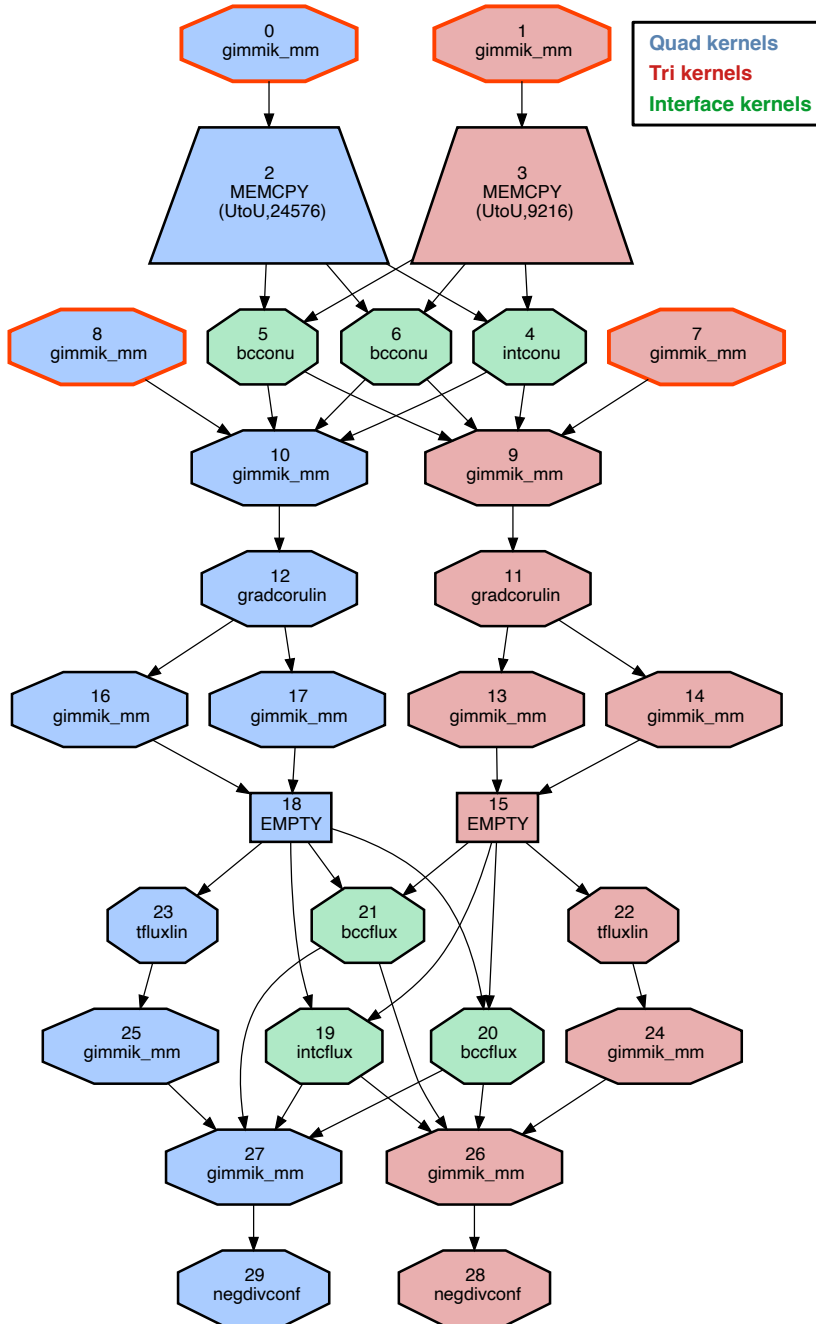 0
gimmik_mm
1
gimmik_mm
Quad kernels
Tri kernels
Interface kernels
2
MEMCPY
(UtoU,24576)
3
MEMCPY
(UtoU,9216)
8
gimmik_mm
5
bcconu
6
bcconu
4
intconu
7
gimmik_mm
10
gimmik_mm
9
gimmik_mm
12
gradcorulin
11
gradcorulin
16
gimmik_mm
17
gimmik_mm
13
gimmik_mm
14
gimmik_mm
18
EMPTY
15
EMPTY
23
tfluxlin
21
bccflux
22
tfluxlin
25
gimmik_mm
19
intcflux
20
bccflux
24
gimmik_mm
27
gimmik_mm
26
gimmik_mm
29
negdivconf
28
negdivconf